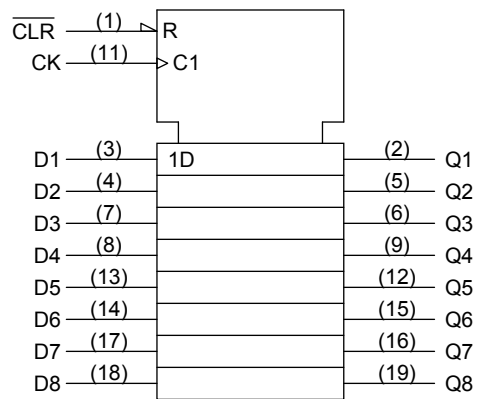 C̅L̅R̅ (1) R
CK (11) C1
D1 (3) 1D (2) Q1
D2 (4) (5) Q2
D3 (7) (6) Q3
D4 (8) (9) Q4
D5 (13) (12) Q5
D6 (14) (15) Q6
D7 (17) (16) Q7
D8 (18) (19) Q8